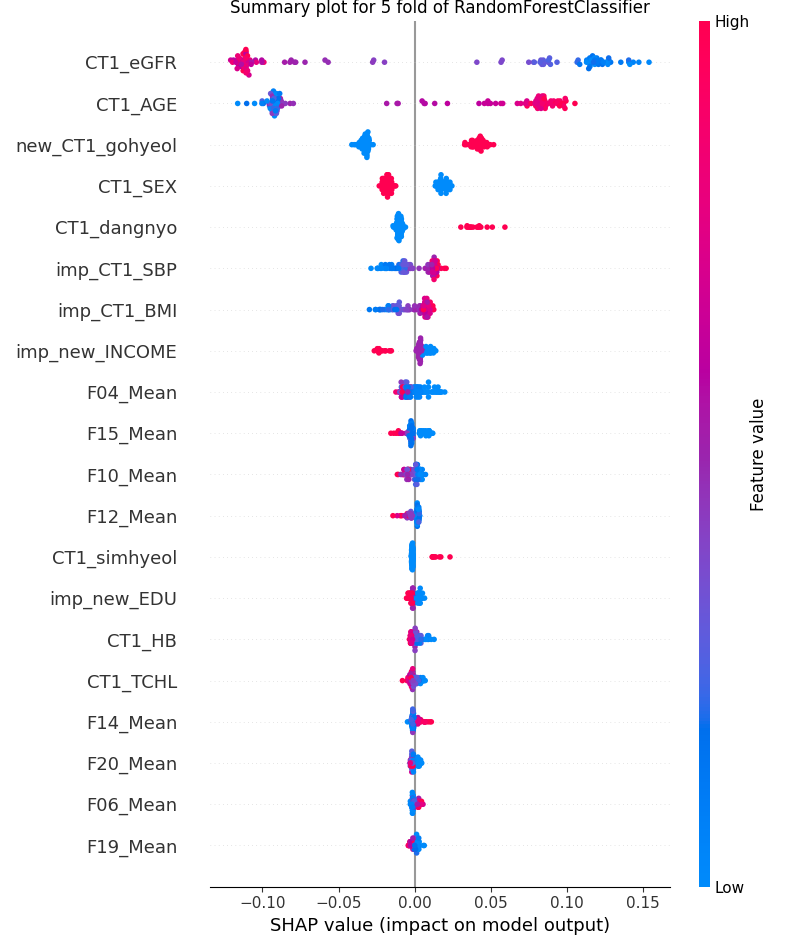 Summary plot for 5 fold of RandomForestClassifier
High
CT1_eGFR
CT1_AGE
new_CT1_gohyeol
CT1_SEX
CT1_dangnyo
imp_CT1_SBP
imp_CT1_BMI
imp_new_INCOME
F04_Mean
F15_Mean
F10_Mean
F12_Mean
CT1_simhyeol
imp_new_EDU
CT1_HB
CT1_TCHL
F14_Mean
F20_Mean
F06_Mean
F19_Mean
Feature value
Low
−0.10 −0.05 0.00 0.05 0.10 0.15
SHAP value (impact on model output)